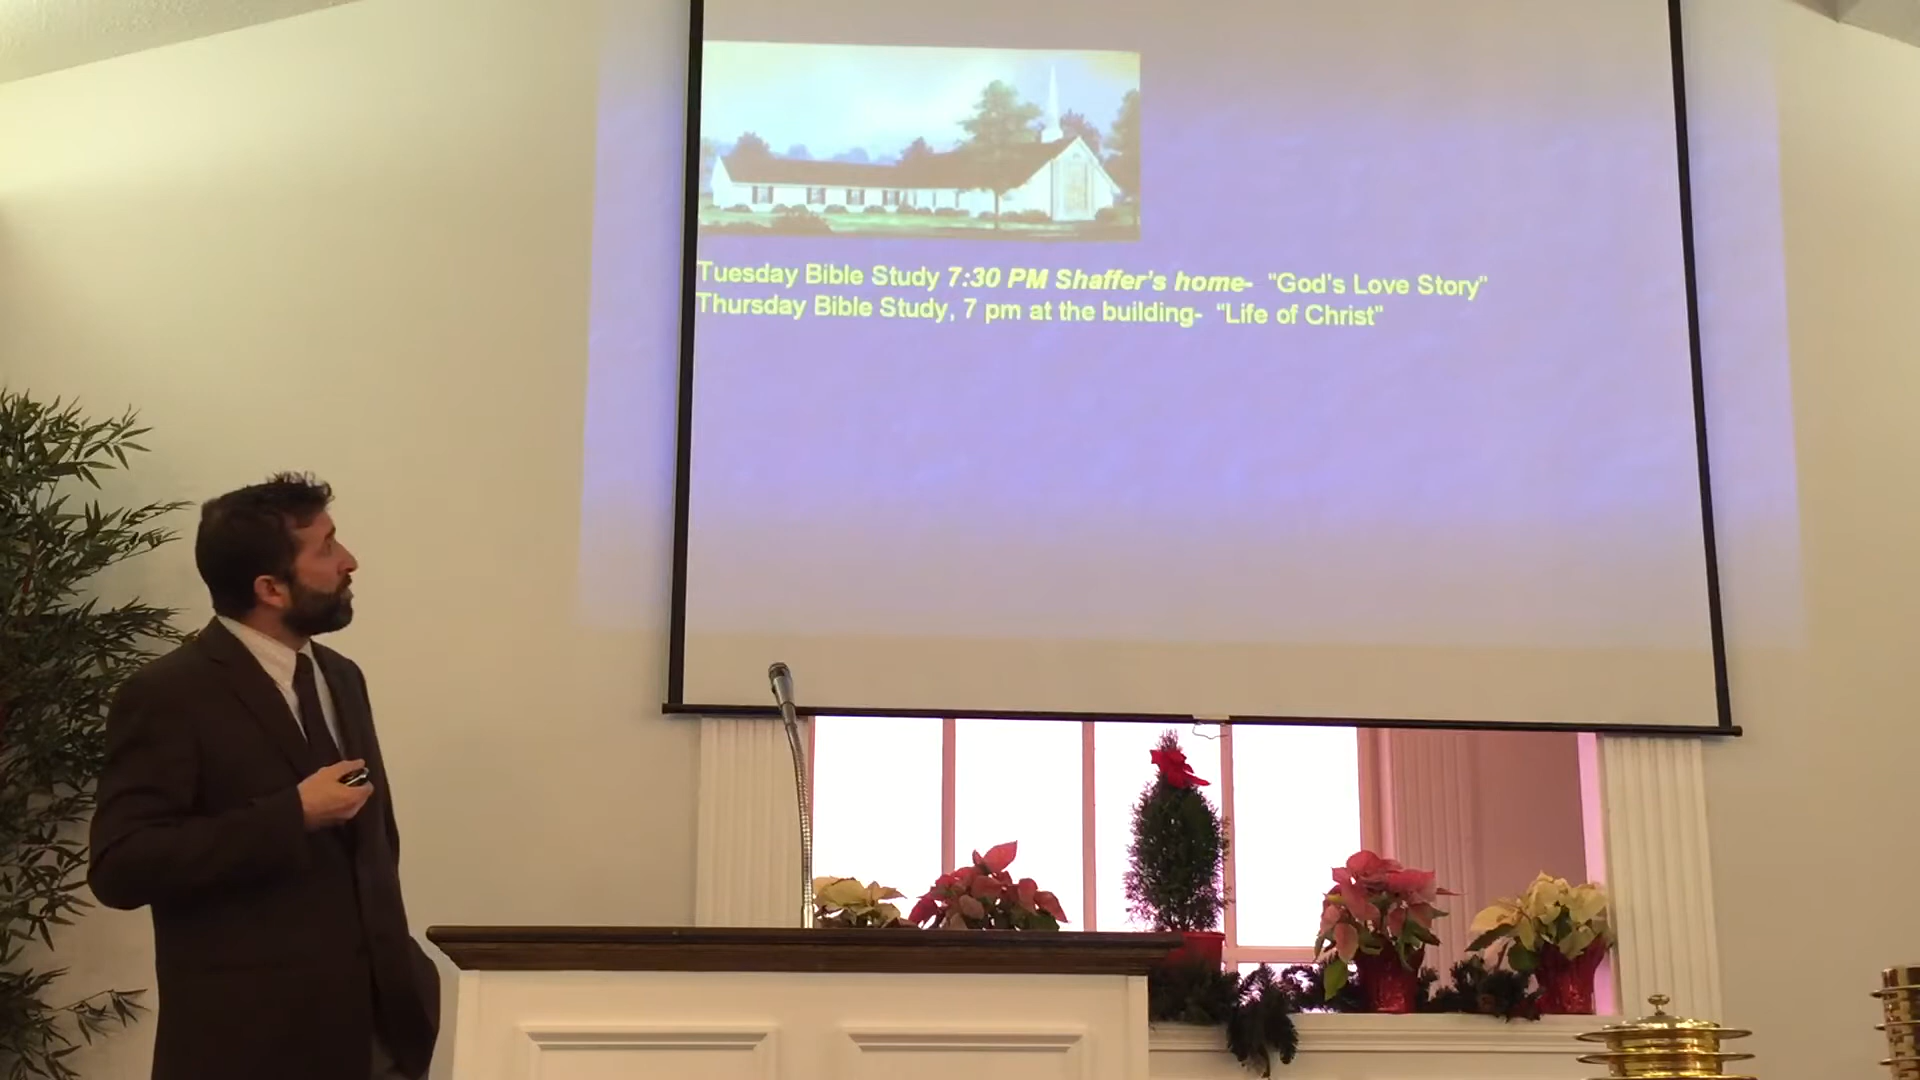 Tuesday Bible Study 7:30 PM Shaffer's home- "God's Love Story"
Thursday Bible Study, 7 pm at the building- "Life of Christ"